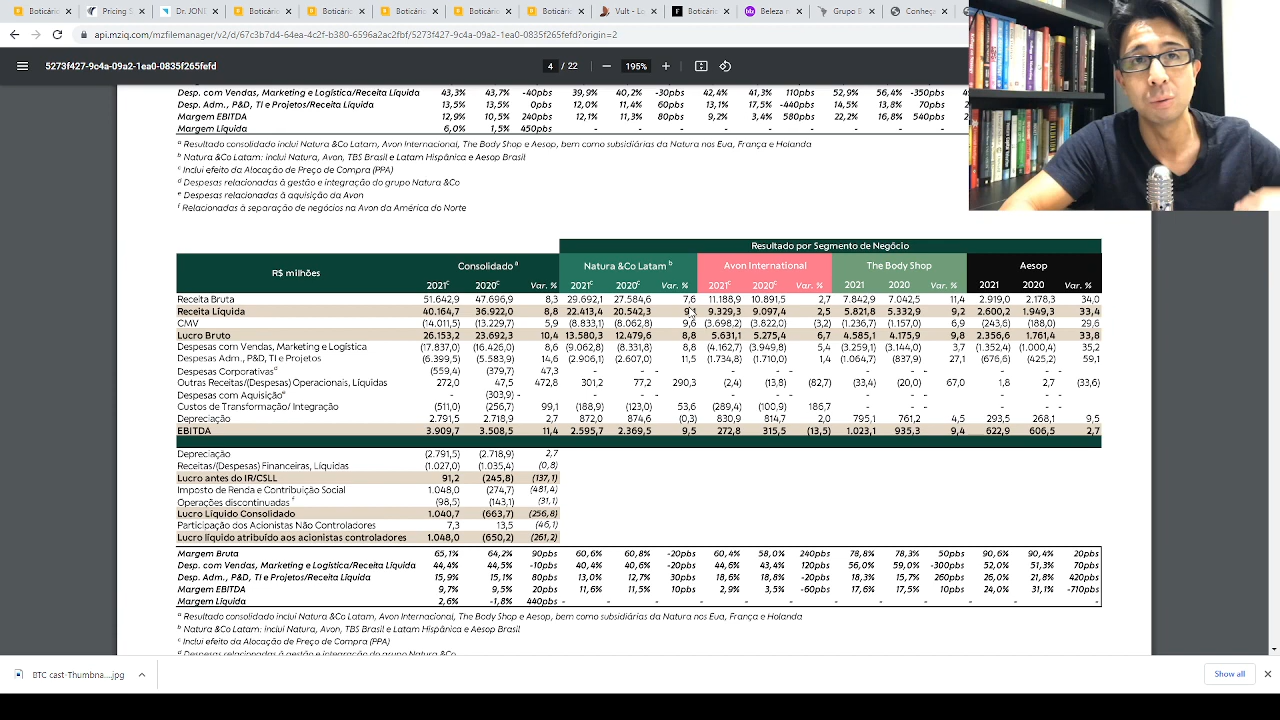 Boticário
Pricing S
Dr. JONI
Boticário
Boticário
Boticário
Boticário
Boticário
Vult - Lo
Boticário
Beleza n
Grupo B
Conheç
api.mziq.com/mzfilemanager/v2/d/
5273f427-9c4a-09a2-1ea0-0835f265fefd
4 / 22
195%
Desp. com Vendas, Marketing e Logística/Receita Líquida 43,3% 43,7% -40pbs 39,9% 40,2% -30pbs 42,4% 41,3% 110pbs 52,9% 56,4% -350pbs
Desp. Adm., P&D, TI e Projetos/Receita Líquida 13,5% 13,5% 0pbs 12,0% 11,4% 60pbs 13,1% 17,5% -440pbs 14,5% 13,8% 70pbs
Margem EBITDA 12,9% 10,5% 240pbs 12,1% 11,3% 80pbs 9,2% 3,4% 580pbs 22,2% 16,8% 540pbs
Margem Líquida 6,0% 1,5% 450pbs - - - - - - - - -
a Resultado consolidado inclui Natura &Co Latam, Avon Internacional, The Body Shop e Aesop, bem como subsidiárias da Natura nos Eua, França e Holanda
b Natura &Co Latam: inclui Natura, Avon, TBS Brasil e Latam Hispânica e Aesop Brasil
c Inclui efeito da Alocação de Preço de Compra (PPA)
d Despesas relacionadas à gestão e integração do grupo Natura &Co
e Despesas relacionadas à aquisição da Avon
f Relacionadas à separação de negócios na Avon da América do Norte
Resultado por Segmento de Negócio
R$ milhões Consolidado a Natura &Co Latam b Avon International The Body Shop Aesop
2021c 2020c Var. % 2021c 2020c Var. % 2021c 2020c Var. % 2021 2020 Var. % 2021 2020 Var. %
Receita Bruta 51.642,9 47.696,9 8,3 29.692,1 27.584,6 7,6 11.188,9 10.891,5 2,7 7.842,9 7.042,5 11,4 2.919,0 2.178,3 34,0
Receita Líquida 40.164,7 36.922,0 8,8 22.413,4 20.542,3 9.329,3 9.097,4 2,5 5.821,8 5.332,9 9,2 2.600,2 1.949,3 33,4
CMV (14.011,5) (13.229,7) 5,9 (8.833,1) (8.062,8) 9,6 (3.698,2) (3.822,0) (3,2) (1.236,7) (1.157,0) 6,9 (243,6) (188,0) 29,6
Lucro Bruto 26.153,2 23.692,3 10,4 13.580,3 12.479,6 8,8 5.631,1 5.275,4 6,7 4.585,1 4.175,9 9,8 2.356,6 1.761,4 33,8
Despesas com Vendas, Marketing e Logística (17.837,0) (16.426,0) 8,6 (9.062,8) (8.331,8) 8,8 (4.162,7) (3.949,8) 5,4 (3.259,1) (3.144,0) 3,7 (1.352,4) (1.000,4) 35,2
Despesas Adm., P&D, TI e Projetos (6.399,5) (5.583,9) 14,6 (2.906,1) (2.607,0) 11,5 (1.734,8) (1.710,0) 1,4 (1.064,7) (837,9) 27,1 (676,6) (425,2) 59,1
Despesas Corporativas d (559,4) (379,7) 47,3 - - - - - - - - - - - -
Outras Receitas/(Despesas) Operacionais, Líquidas 272,0 47,5 472,8 301,2 77,2 290,3 (2,4) (13,8) (82,7) (33,4) (20,0) 67,0 1,8 2,7 (33,6)
Despesas com Aquisição e - (303,9) - - - - - - - - - - - - -
Custos de Transformação/ Integração (511,0) (256,7) 99,1 (188,9) (123,0) 53,6 (289,4) (100,9) 186,7 - - - - - -
Depreciação 2.791,5 2.718,9 2,7 872,0 874,6 (0,3) 830,9 814,7 2,0 795,1 761,2 4,5 293,5 268,1 9,5
EBITDA 3.909,7 3.508,5 11,4 2.595,7 2.369,5 9,5 272,8 315,5 (13,5) 1.023,1 935,3 9,4 622,9 606,5 2,7
Depreciação (2.791,5) (2.718,9) 2,7
Receitas/(Despesas) Financeiras, Líquidas (1.027,0) (1.035,4) (0,8)
Lucro antes do IR/CSLL 91,2 (245,8) (137,1)
Imposto de Renda e Contribuição Social 1.048,0 (274,7) (481,4)
Operações discontinuadas f (98,5) (143,1) (31,1)
Lucro Líquido Consolidado 1.040,7 (663,7) (256,8)
Participação dos Acionistas Não Controladores 7,3 13,5 (46,1)
Lucro líquido atribuído aos acionistas controladores 1.048,0 (650,2) (261,2)
Margem Bruta 65,1% 64,2% 90pbs 60,6% 60,8% -20pbs 60,4% 58,0% 240pbs 78,8% 78,3% 50pbs 90,6% 90,4% 20pbs
Desp. com Vendas, Marketing e Logística/Receita Líquida 44,4% 44,5% -10pbs 40,4% 40,6% -20pbs 44,6% 43,4% 120pbs 56,0% 59,0% -300pbs 52,0% 51,3% 70pbs
Desp. Adm., P&D, TI e Projetos/Receita Líquida 15,9% 15,1% 80pbs 13,0% 12,7% 30pbs 18,6% 18,8% -20pbs 18,3% 15,7% 260pbs 26,0% 21,8% 420pbs
Margem EBITDA 9,7% 9,5% 20pbs 11,6% 11,5% 10pbs 2,9% 3,5% -60pbs 17,6% 17,5% 10pbs 24,0% 31,1% -710pbs
Margem Líquida 2,6% -1,8% 440pbs - - - - - - - - - - - -
a Resultado consolidado inclui Natura &Co Latam, Avon Internacional, The Body Shop e Aesop, bem como subsidiárias da Natura nos Eua, França e Holanda
b Natura &Co Latam: inclui Natura, Avon, TBS Brasil e Latam Hispânica e Aesop Brasil
c Inclui efeito da Alocação de Preço de Compra (PPA)
d Despesas relacionadas à gestão e integração do grupo Natura &Co
BTC cast-Thumbna....jpg
Show all